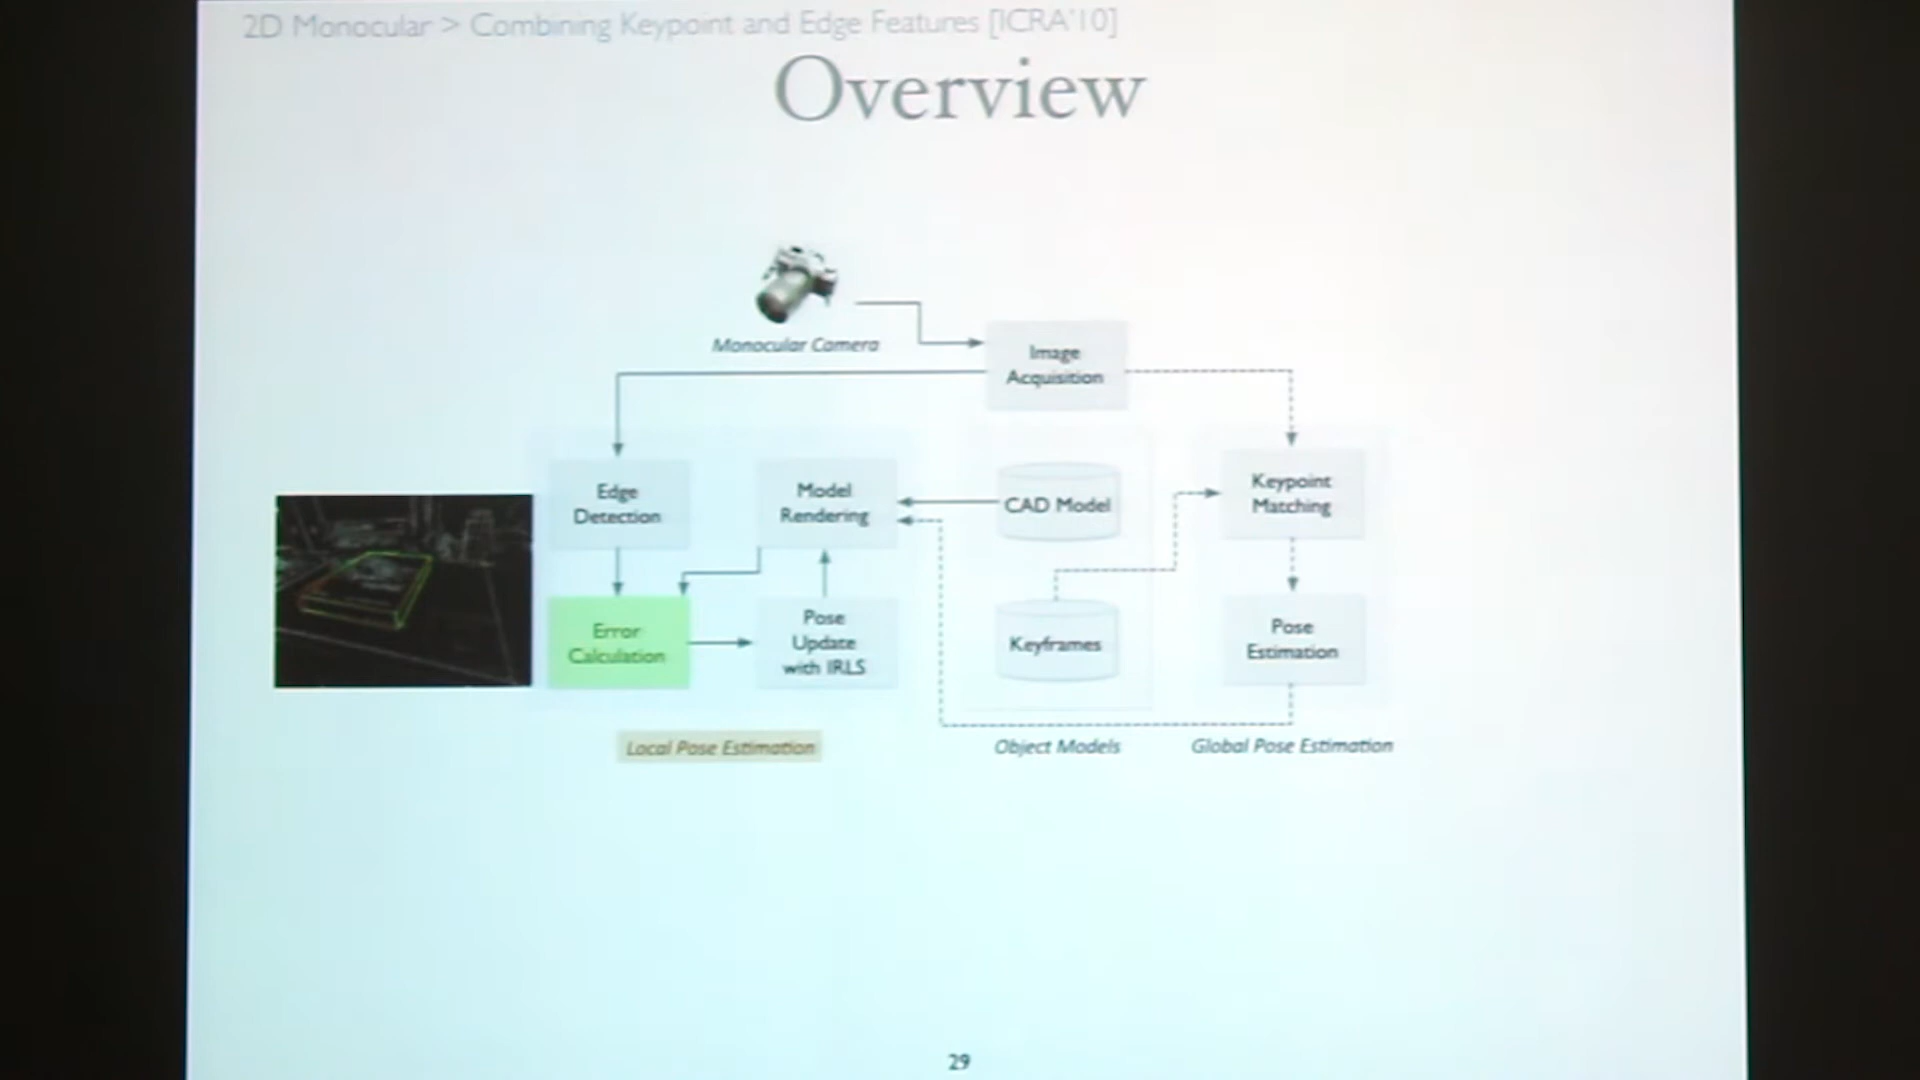 2D Monocular > Combining Keypoint and Edge Features [ICRA'10]
Overview
Monocular Camera
Image
Acquisition
Edge
Detection
Model
Rendering
CAD Model
Keypoint
Matching
Error
Calculation
Pose
Update
with IRLS
Keyframes
Pose
Estimation
Local Pose Estimation
Object Models
Global Pose Estimation
29